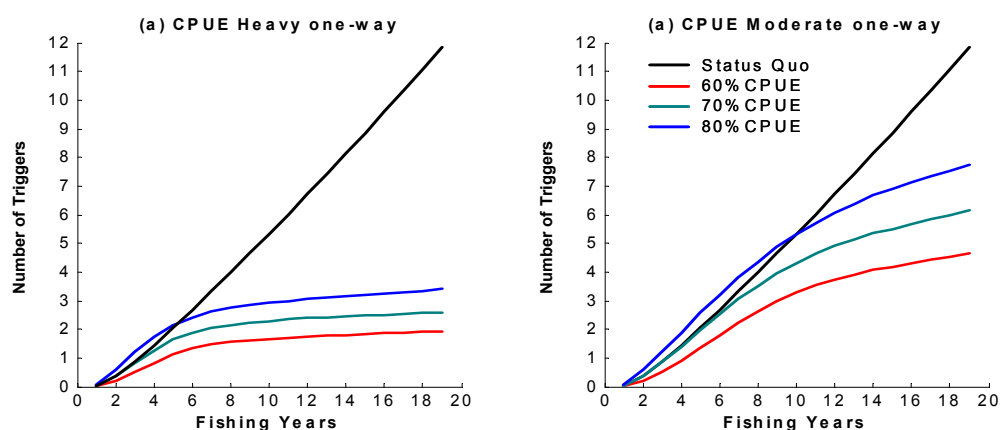 (a) CPUE Heavy one-way
12
11
10
9
8
7
6
5
4
3
2
1
0
Number of Triggers
0 2 4 6 8 10 12 14 16 18 20
Fishing Years
(a) CPUE Moderate one-way
12
11
10
9
8
7
6
5
4
3
2
1
0
Number of Triggers
Status Quo
60% CPUE
70% CPUE
80% CPUE
0 2 4 6 8 10 12 14 16 18 20
Fishing Years